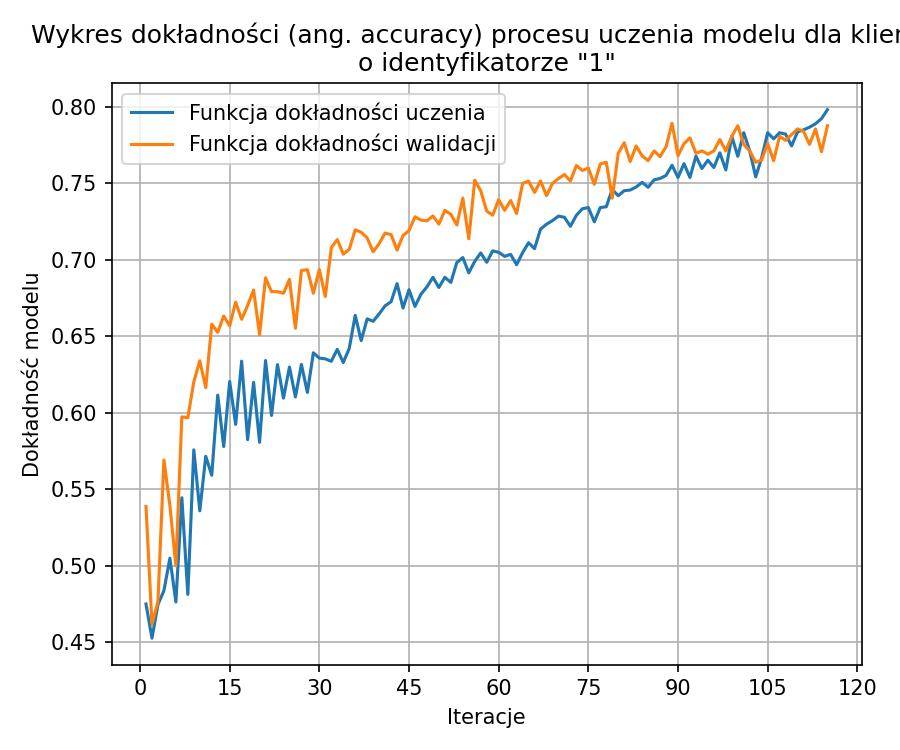 Wykres dokładności (ang. accuracy) procesu uczenia modelu dla
o identyfikatorze "1"
Funkcja dokładności uczenia
Funkcja dokładności walidacji
0.80
0.75
0.70
0.65
0.60
0.55
0.50
0.45
Dokładność modelu
0 15 30 45 60 75 90 105 120
Iteracje